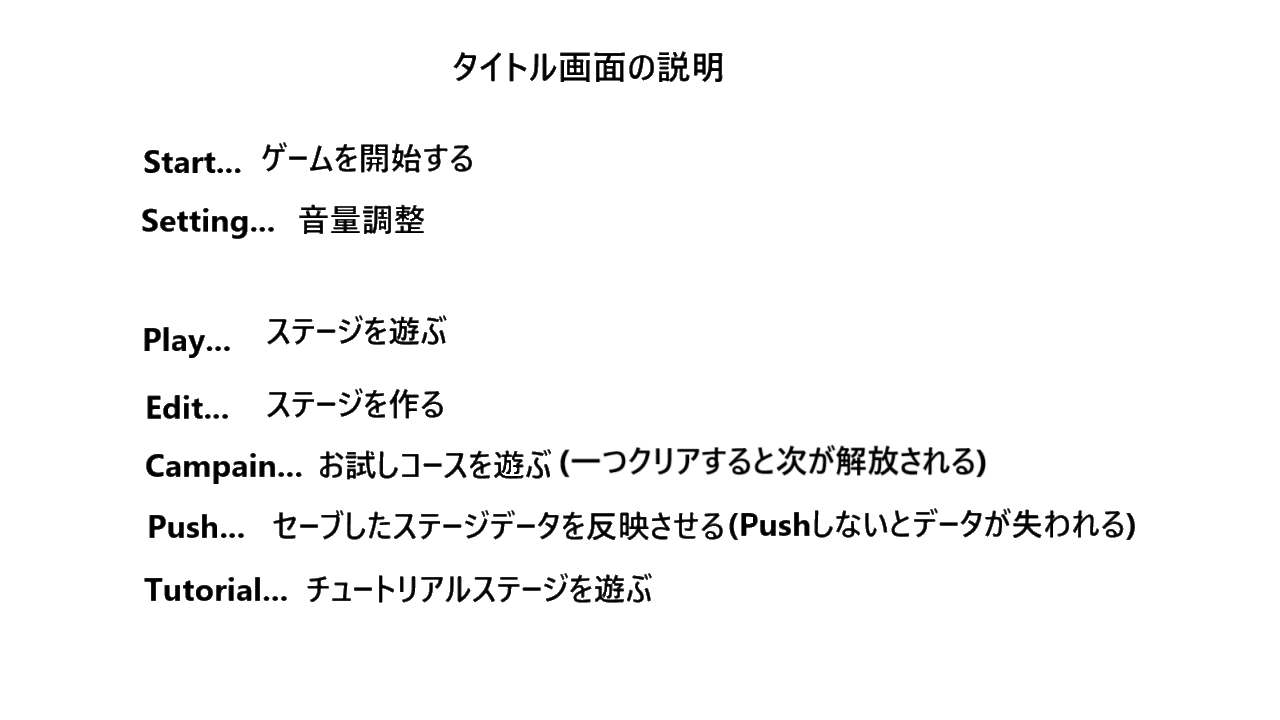 タイトル画面の説明
Start... ゲームを開始する
Setting... 音量調整
Play... ステージを遊ぶ
Edit... ステージを作る
Campain... お試しコースを遊ぶ(一つクリアすると次が解放される)
Push... セーブしたステージデータを反映させる(Pushしないとデータが失われる)
Tutorial... チュートリアルステージを遊ぶ